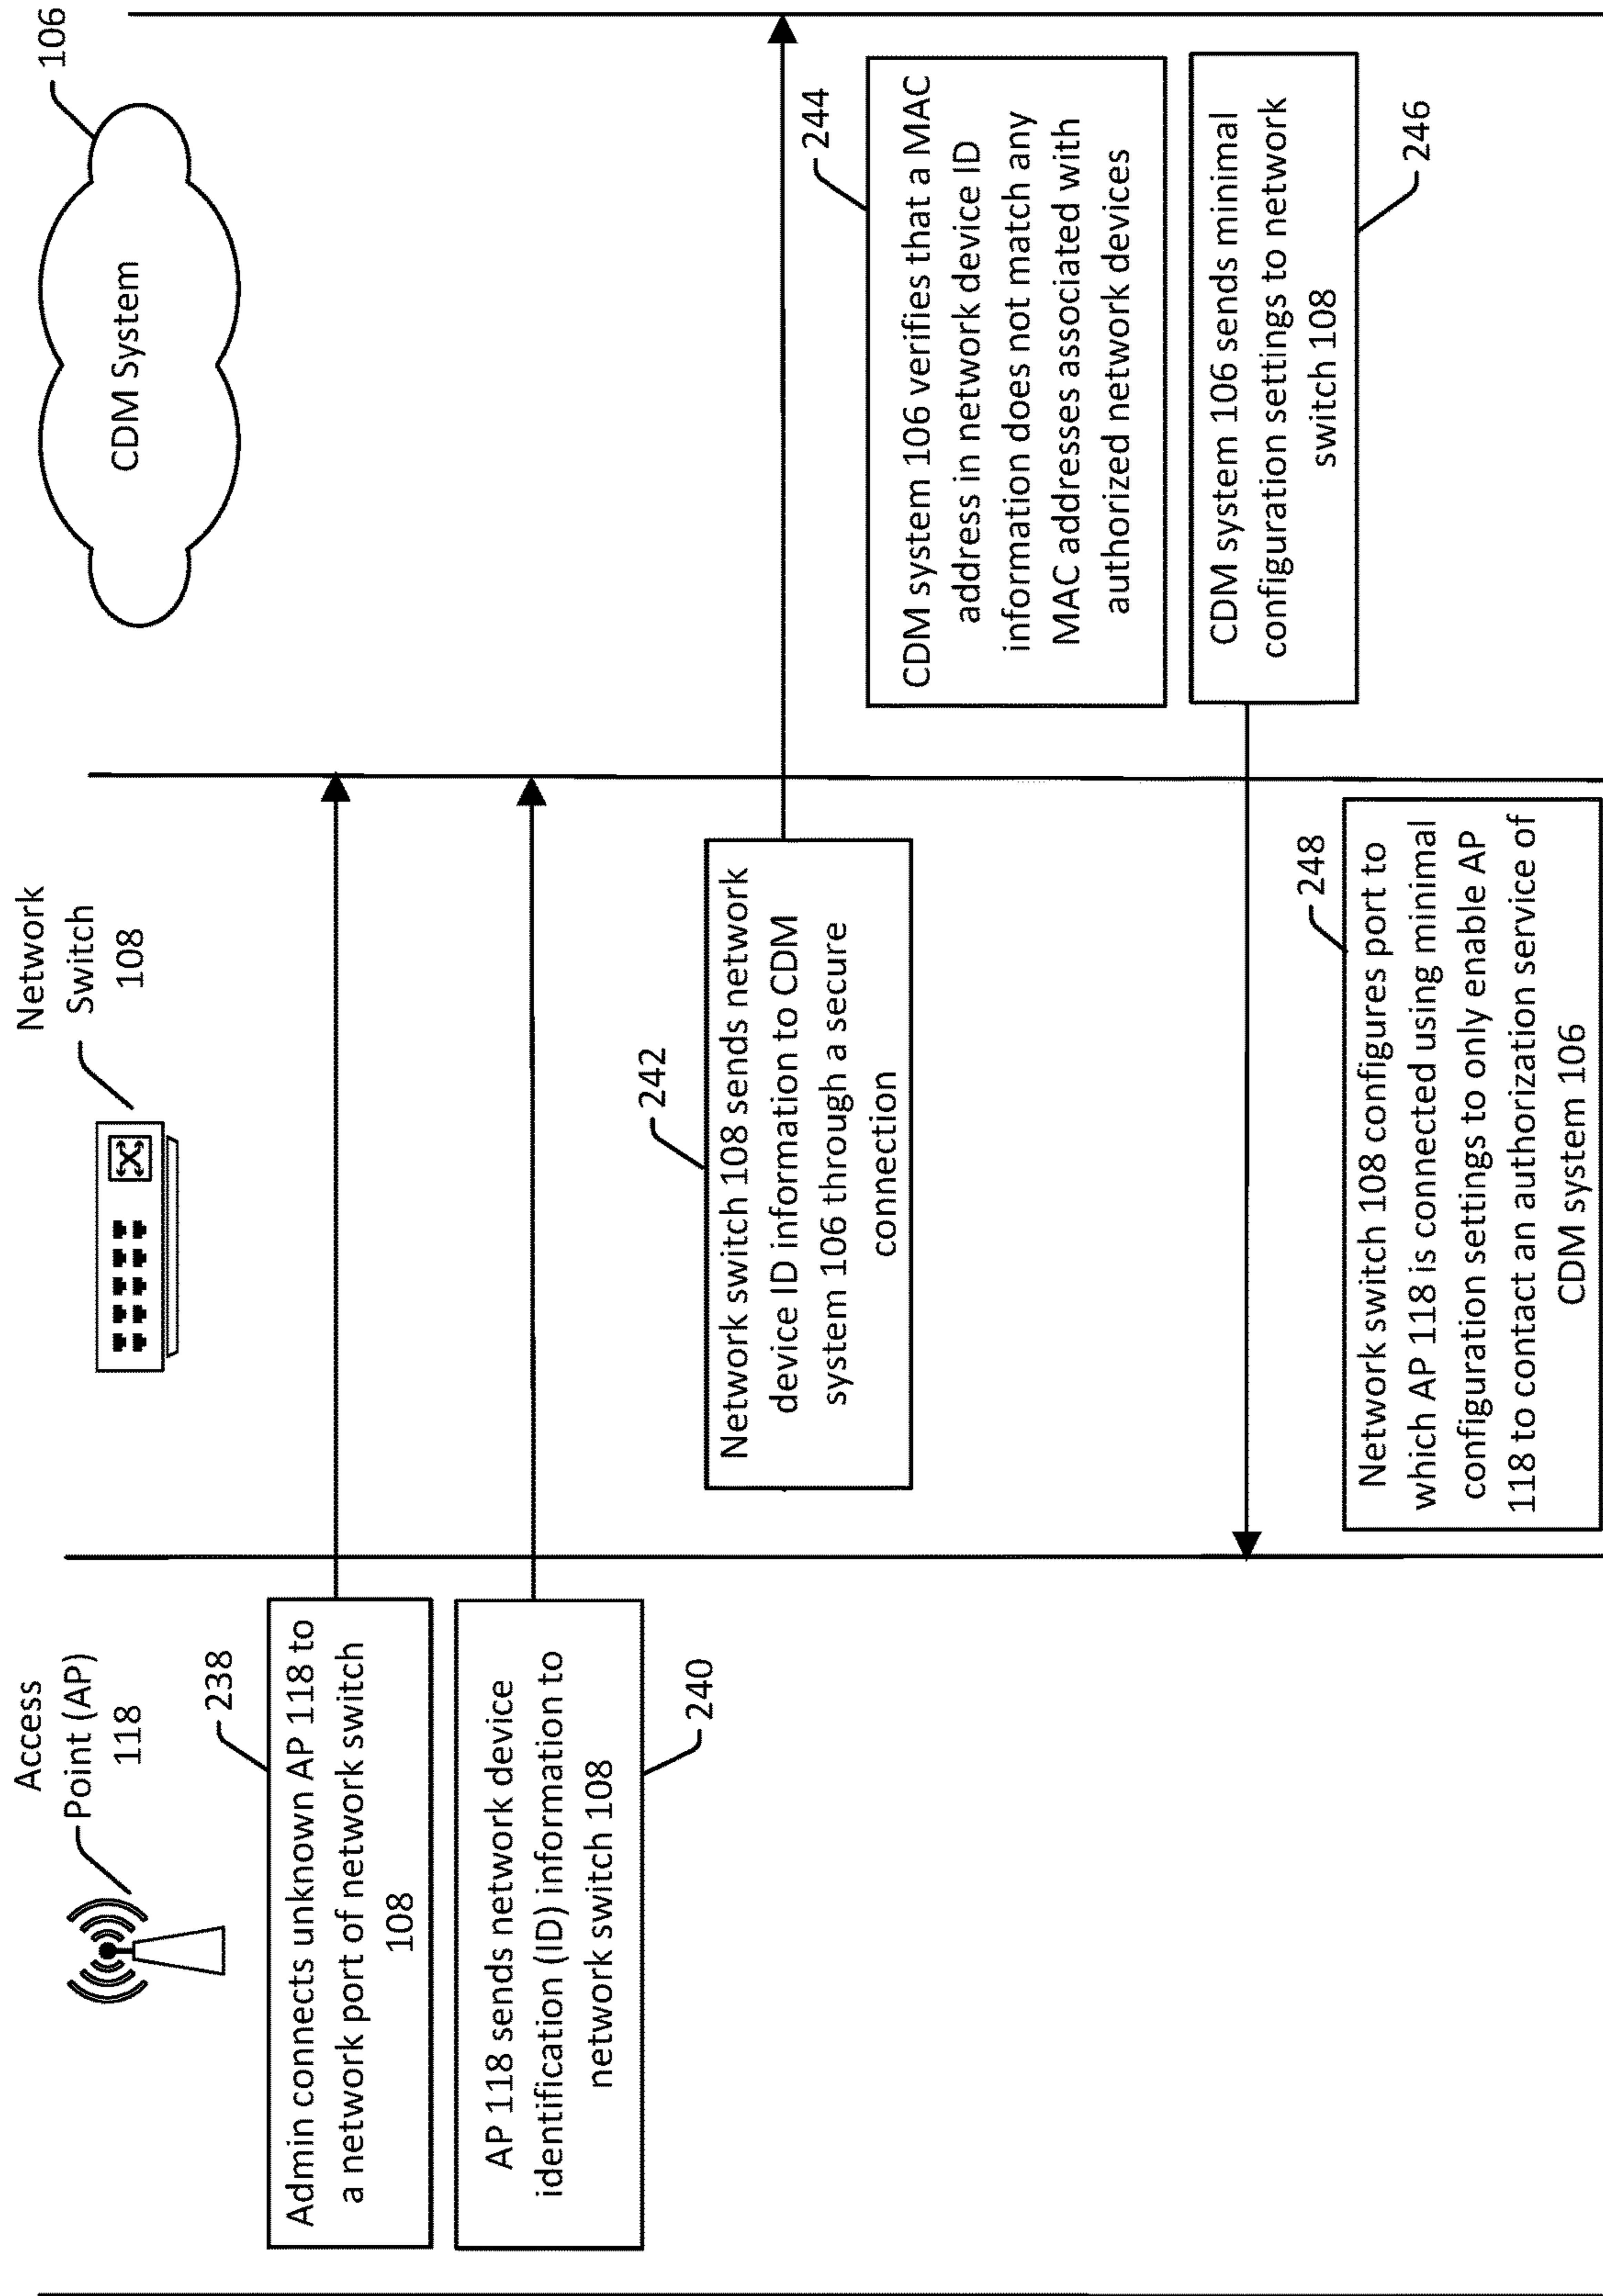 Access
Point (AP)
118
Network
Switch
108
106
CDM System
238
Admin connects unknown AP 118 to
a network port of network switch
108
AP 118 sends network device
identification (ID) information to
network switch 108
240
242
Network switch 108 sends network
device ID information to CDM
system 106 through a secure
connection
244
CDM system 106 verifies that a MAC
address in network device ID
information does not match any
MAC addresses associated with
authorized network devices
CDM system 106 sends minimal
configuration settings to network
switch 108
246
248
Network switch 108 configures port to
which AP 118 is connected using minimal
configuration settings to only enable AP
118 to contact an authorization service of
CDM system 106